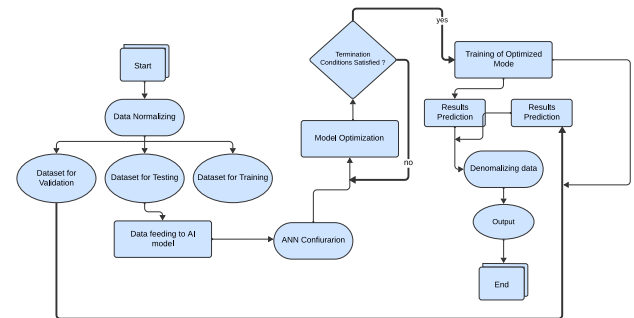 Start
Data Normalizing
Dataset for
Validation
Dataset for Testing
Dataset for Training
Data feeding to AI
model
ANN Confiurarion
Model Optimization
Termination
Conditions Satisfied ?
yes
no
Training of Optimized
Mode
Results
Prediction
Results
Prediction
Denomalizing data
Output
End